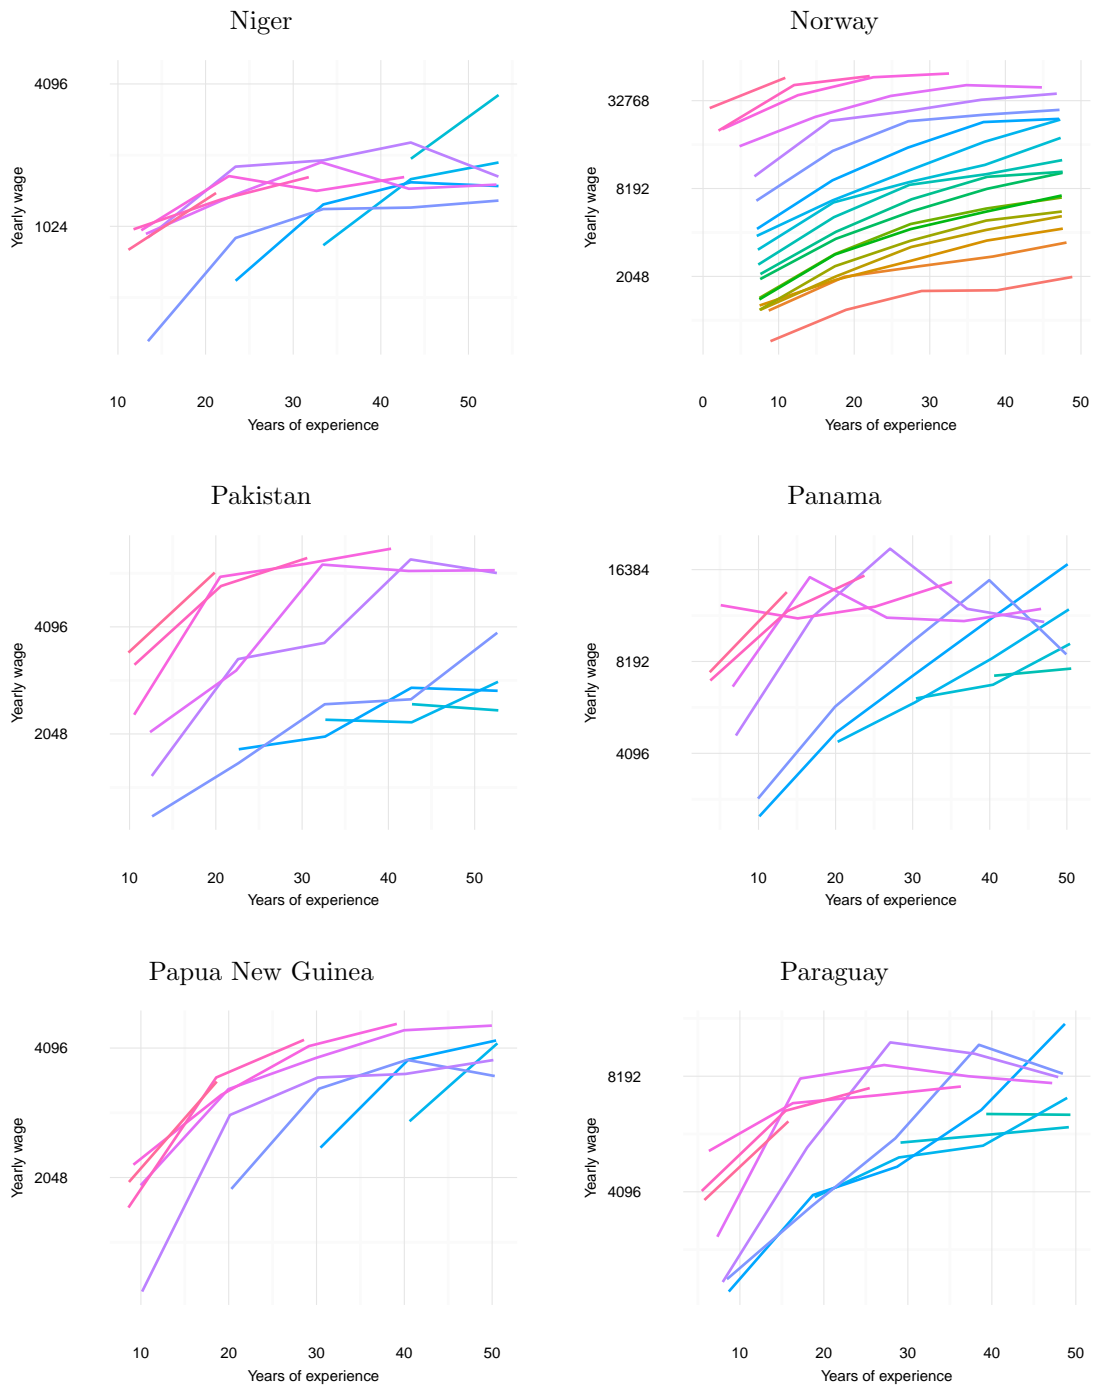 Niger
4096
1024
Yearly wage
10 20 30 40 50
Years of experience
Norway
32768
8192
2048
Yearly wage
0 10 20 30 40 50
Years of experience
Pakistan
4096
2048
Yearly wage
10 20 30 40 50
Years of experience
Panama
16384
8192
4096
Yearly wage
10 20 30 40 50
Years of experience
Papua New Guinea
4096
2048
Yearly wage
10 20 30 40 50
Years of experience
Paraguay
8192
4096
Yearly wage
10 20 30 40 50
Years of experience